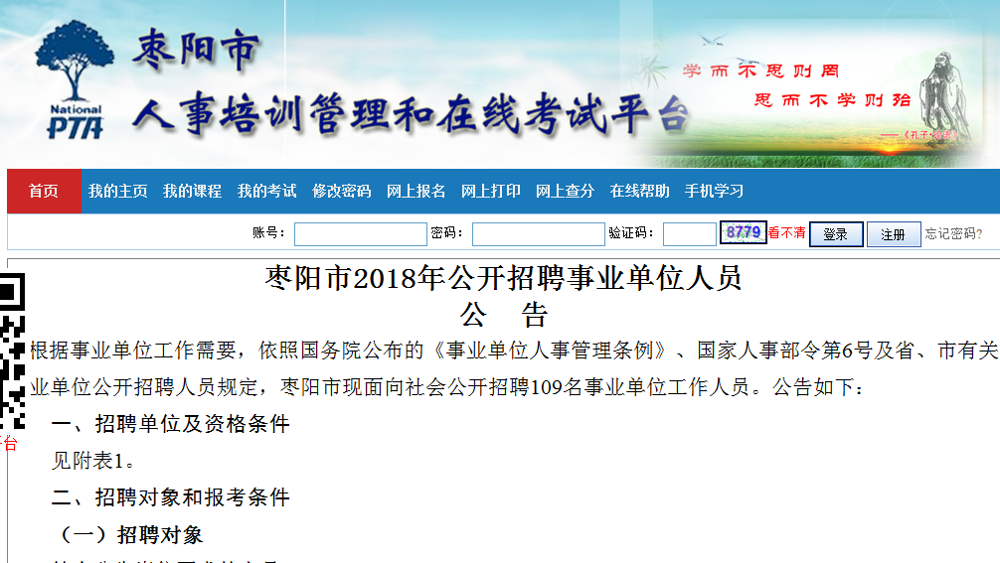 枣阳市
人事培训管理和在线考试平台
National
PTA
学而不思则罔
思而不学则殆
首页 我的主页 我的课程 我的考试 修改密码 网上报名 网上打印 网上查分 在线帮助 手机学习
账号： 密码： 验证码： 8779 看不清 登录 注册 忘记密码?
枣阳市2018年公开招聘事业单位人员
公 告
根据事业单位工作需要，依照国务院公布的《事业单位人事管理条例》、国家人事部令第6号及省、市有关
业单位公开招聘人员规定，枣阳市现面向社会公开招聘109名事业单位工作人员。公告如下：
一、招聘单位及资格条件
台
见附表1。
二、招聘对象和报考条件
（一）招聘对象